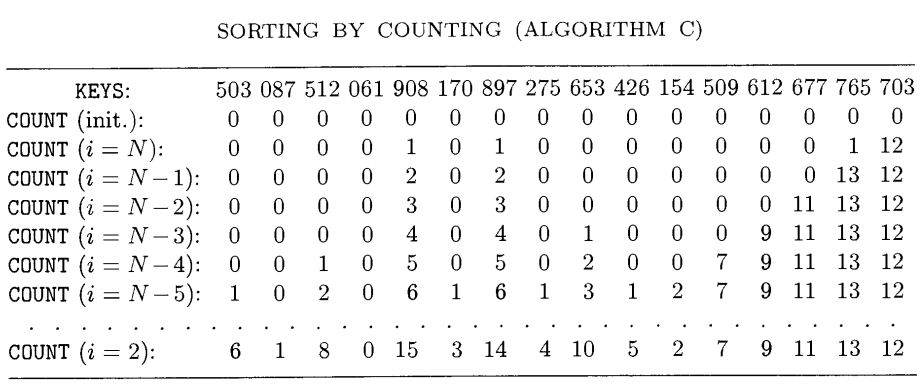 SORTING BY COUNTING (ALGORITHM C)
KEYS: 503 087 512 061 908 170 897 275 653 426 154 509 612 677 765 703
COUNT (init.): 0 0 0 0 0 0 0 0 0 0 0 0 0 0 0 0
COUNT (i = N): 0 0 0 0 1 0 1 0 0 0 0 0 0 0 1 12
COUNT (i = N−1): 0 0 0 0 2 0 2 0 0 0 0 0 0 0 13 12
COUNT (i = N−2): 0 0 0 0 3 0 3 0 0 0 0 0 0 11 13 12
COUNT (i = N−3): 0 0 0 0 4 0 4 0 1 0 0 0 9 11 13 12
COUNT (i = N−4): 0 0 1 0 5 0 5 0 2 0 0 7 9 11 13 12
COUNT (i = N−5): 1 0 2 0 6 1 6 1 3 1 2 7 9 11 13 12
. . . . . . . . . . . . . . . . . . . . . . . . . . . . . . . . . .
COUNT (i = 2): 6 1 8 0 15 3 14 4 10 5 2 7 9 11 13 12